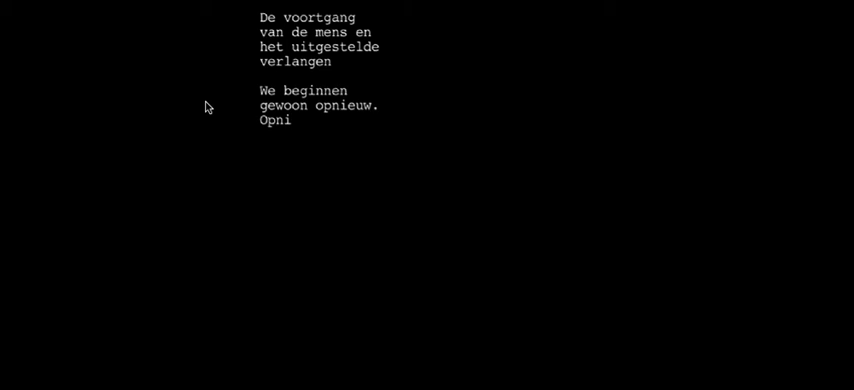 De voortgang
van de mens en
het uitgestelde
verlangen
We beginnen
gewoon opnieuw.
Opni